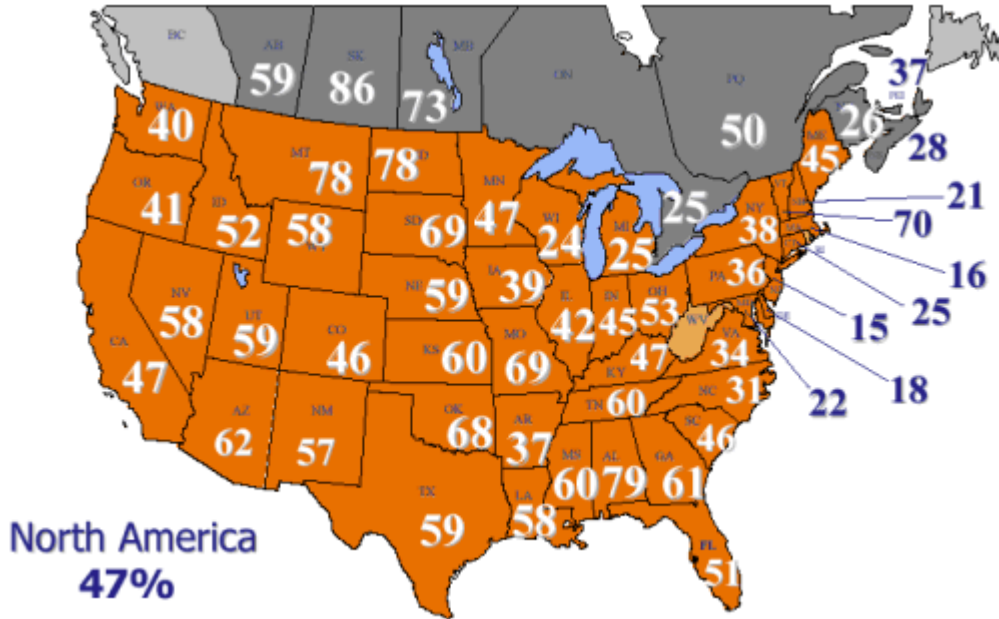 BC
AB
59
SK
86
MB
73
ON
PQ
50
37
PEI
26
28
WA
40
MT
78
78
MN
47
ME
45
21
70
OR
41
ID
52
58
SD
69
WI
24
MI
25
25
NY
38
16
25
15
NV
58
UT
59
NE
59
IA
39
IL
42
IN
45
OH
53
PA
36
WV
VA
34
18
22
CA
47
CO
46
KS
60
MO
69
KY
47
NC
31
AZ
62
NM
57
OK
68
AR
37
TN
60
SC
46
MS
60
AL
79
GA
61
TX
59
LA
58
FL
51
North America
47%